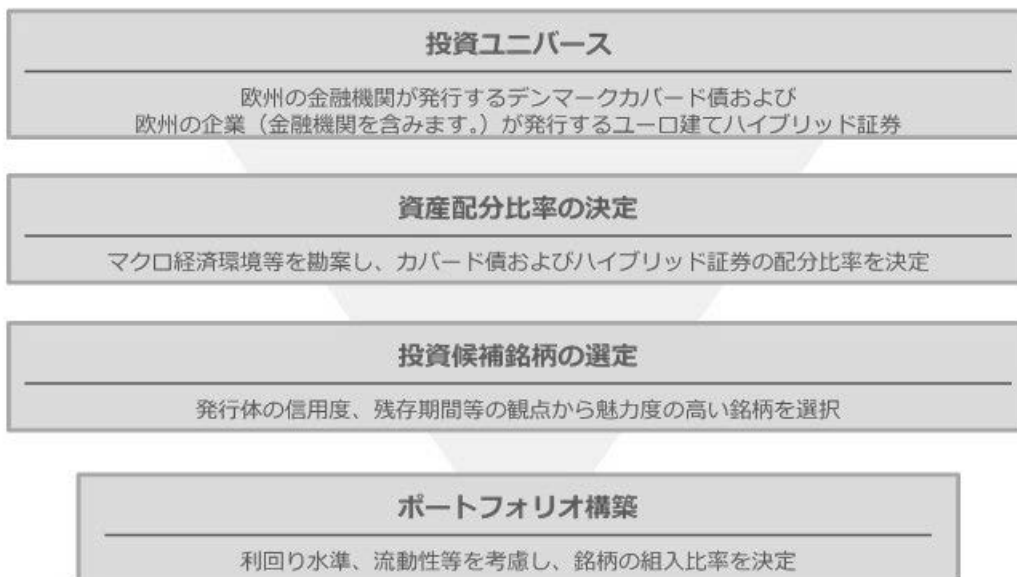 投資ユニバース
欧州の金融機関が発行するデンマークカバード債および
欧州の企業（金融機関を含みます。）が発行するユーロ建てハイブリッド証券
資産配分比率の決定
マクロ経済環境等を勘案し、カバード債およびハイブリッド証券の配分比率を決定
投資候補銘柄の選定
発行体の信用度、残存期間等の観点から魅力度の高い銘柄を選択
ポートフォリオ構築
利回り水準、流動性等を考慮し、銘柄の組入比率を決定